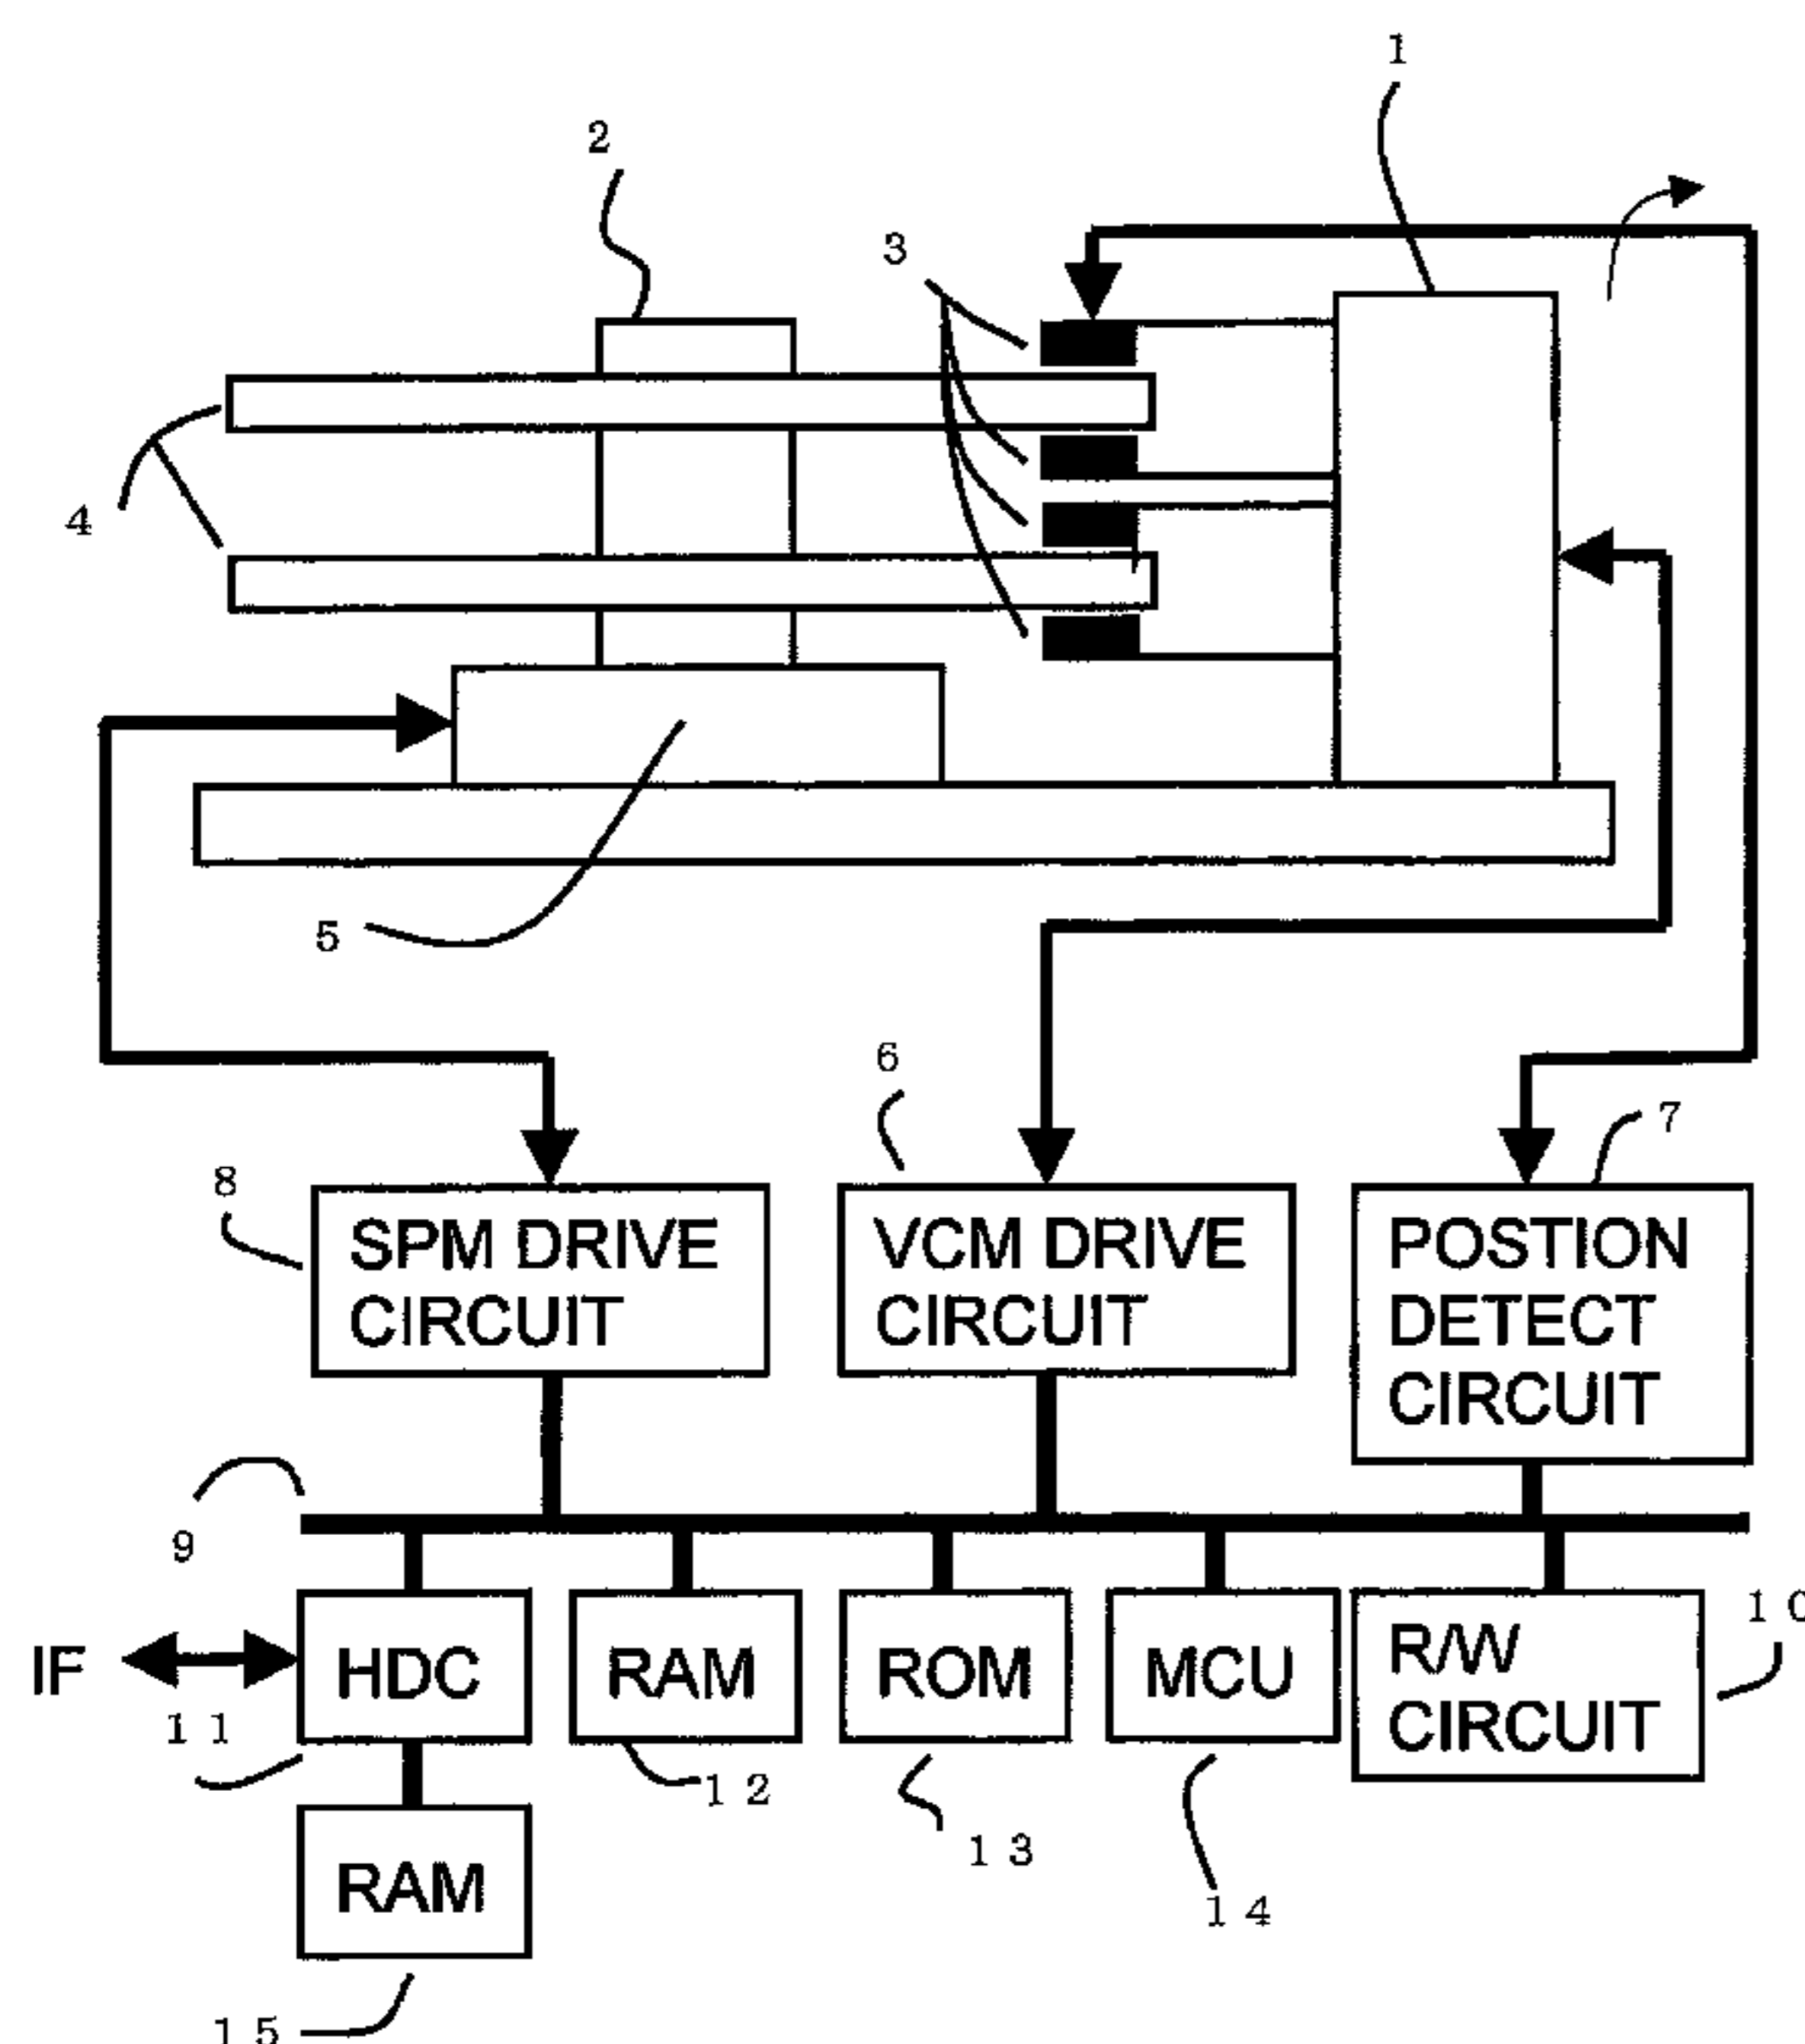 1
2
3
4
5
6
7
8
SPM DRIVE
CIRCUIT
VCM DRIVE
CIRCUIT
POSTION
DETECT
CIRCUIT
9
IF
HDC
RAM
ROM
MCU
R/W
CIRCUIT
10
11
12
13
14
RAM
15